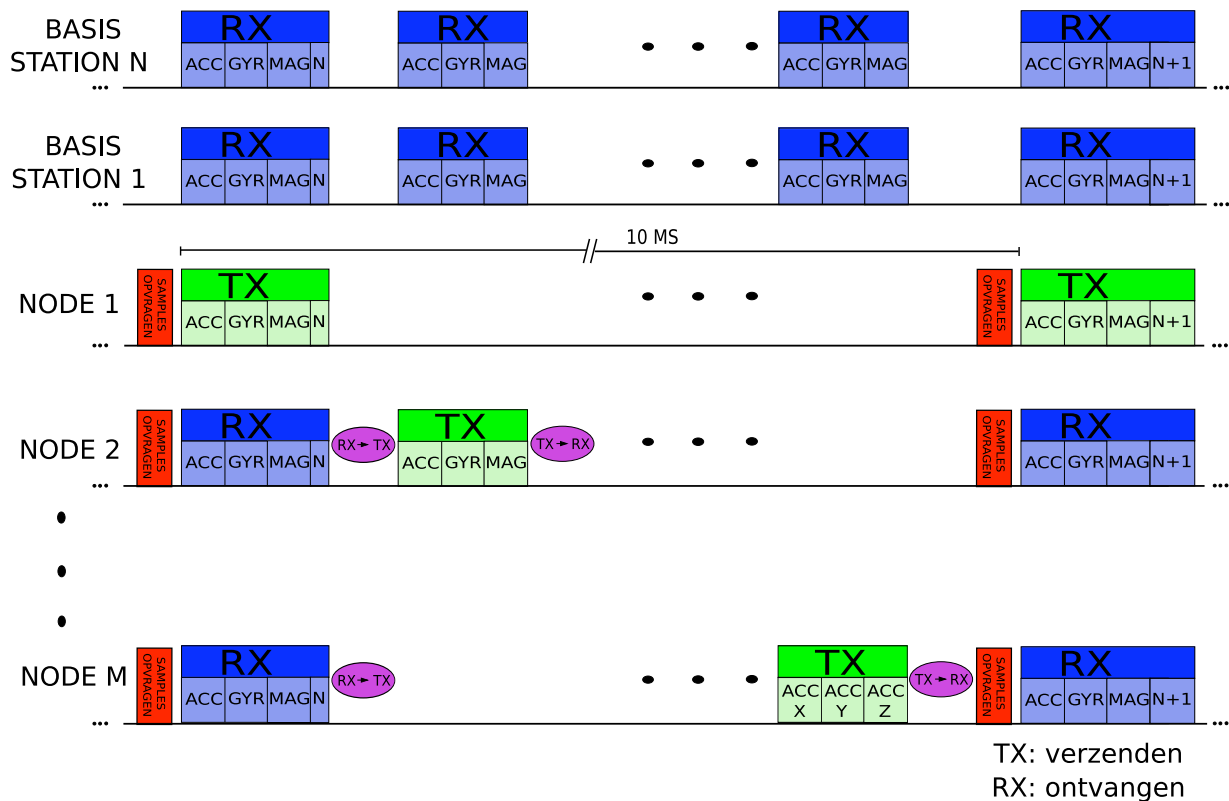 BASIS
STATION N
RX RX RX RX
ACC GYR MAG N ACC GYR MAG ACC GYR MAG ACC GYR MAG N+1
... ...
BASIS
STATION 1
RX RX RX RX
ACC GYR MAG N ACC GYR MAG ACC GYR MAG ACC GYR MAG N+1
... ...
10 MS
NODE 1
SAMPLES
OPVRAGEN
TX
ACC GYR MAG N
SAMPLES
OPVRAGEN
TX
ACC GYR MAG N+1
... ...
NODE 2
SAMPLES
OPVRAGEN
RX
ACC GYR MAG N
RX→TX
TX
ACC GYR MAG
TX→RX
SAMPLES
OPVRAGEN
RX
ACC GYR MAG N+1
... ...
NODE M
SAMPLES
OPVRAGEN
RX
ACC GYR MAG N
RX→TX
TX
ACC ACC ACC
X Y Z
TX→RX
SAMPLES
OPVRAGEN
RX
ACC GYR MAG N+1
... ...
TX: verzenden
RX: ontvangen